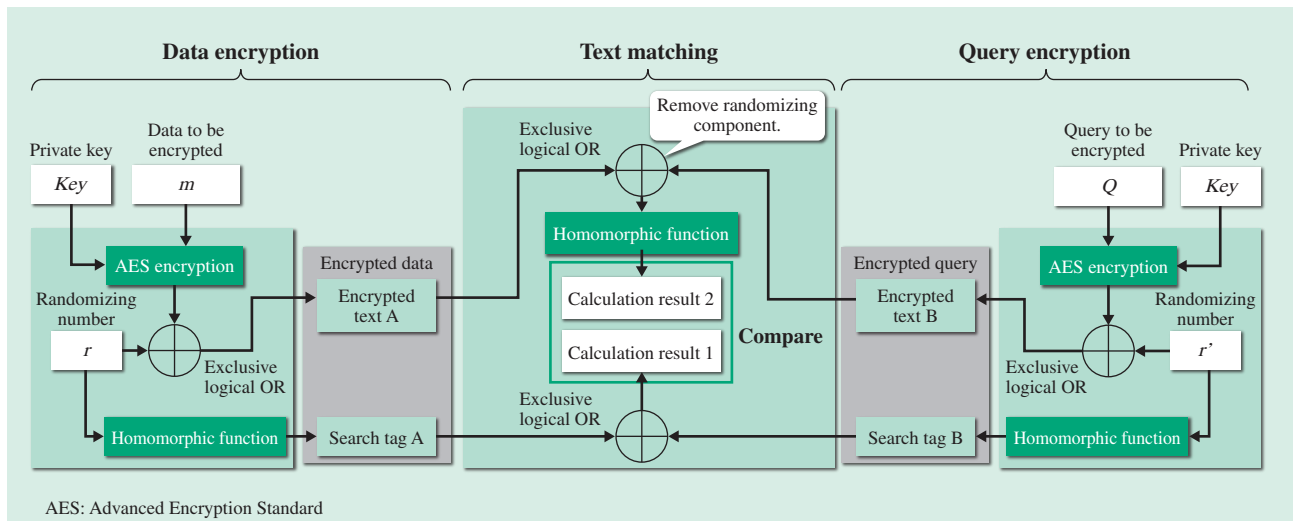 Data encryption
Text matching
Query encryption
Remove randomizing
component.
Exclusive
logical OR
Data to be
encrypted
Private key
Key
m
Query to be
encrypted
Private key
Q
Key
AES encryption
Homomorphic function
AES encryption
Encrypted data
Encrypted
text A
Calculation result 2
Calculation result 1
Compare
Encrypted query
Encrypted
text B
Randomizing
number
r
Exclusive
logical OR
Randomizing
number
r’
Exclusive
logical OR
Exclusive
logical OR
Homomorphic function
Search tag A
Search tag B
Homomorphic function
AES: Advanced Encryption Standard